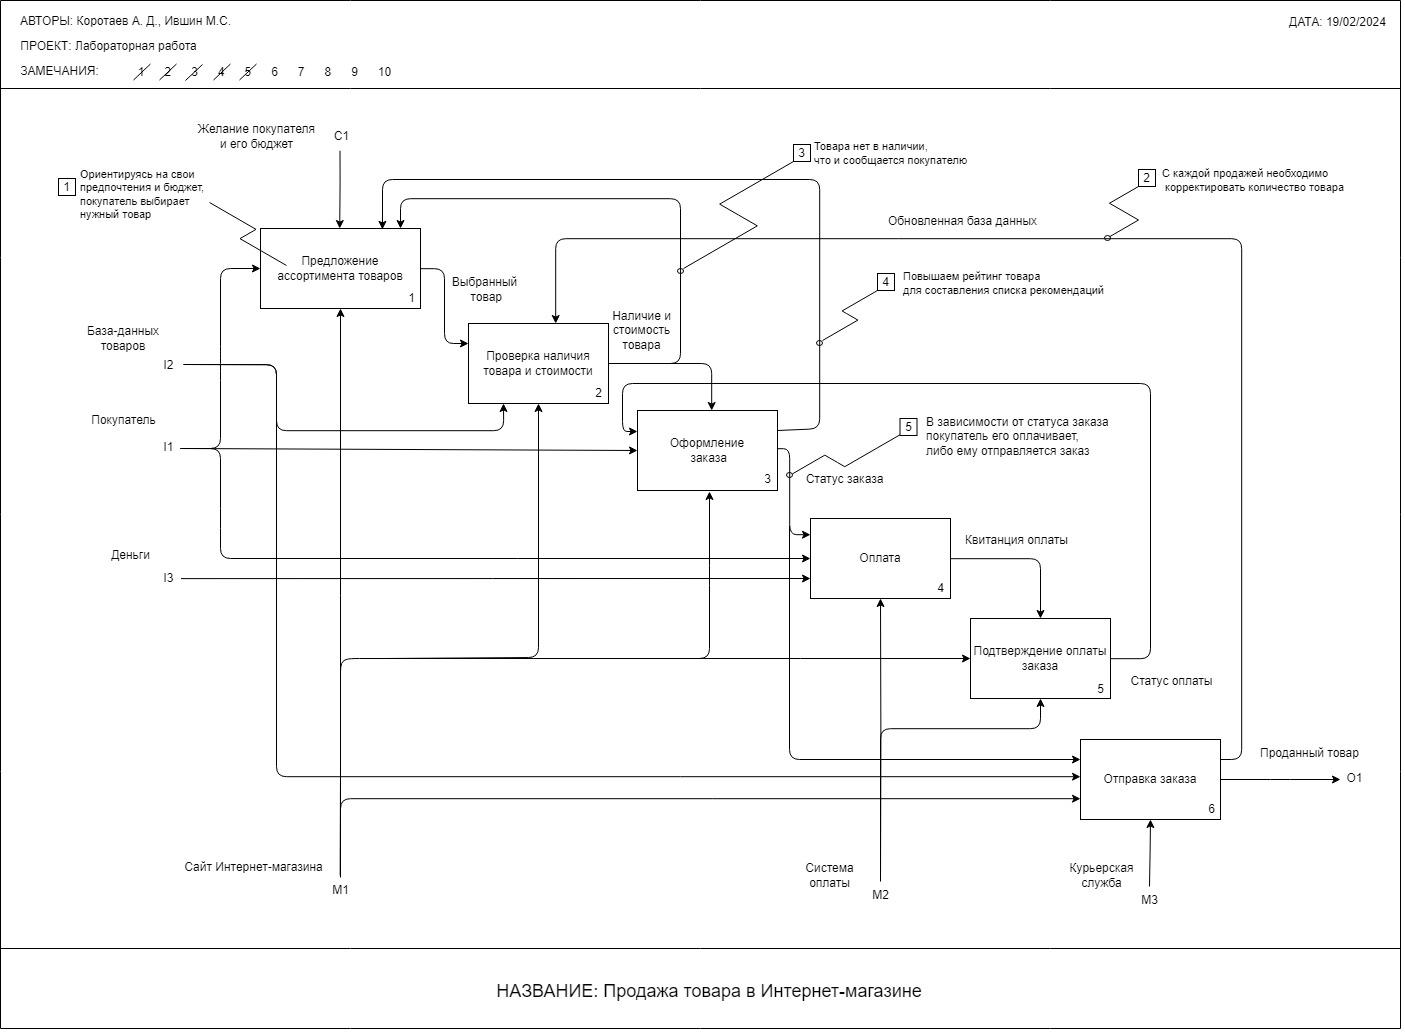 АВТОРЫ: Коротаев А. Д., Ившин М.С.
ДАТА: 19/02/2024
ПРОЕКТ: Лабораторная работа
ЗАМЕЧАНИЯ: 1 2 3 4 5 6 7 8 9 10
Желание покупателя
и его бюджет
C1
3
Товара нет в наличии,
что и сообщается покупателю
1
Ориентируясь на свои
предпочтения и бюджет,
покупатель выбирает
нужный товар
2
С каждой продажей необходимо
корректировать количество товара
Обновленная база данных
Предложение
ассортимента товаров
1
Выбранный
товар
4
Повышаем рейтинг товара
для составления списка рекомендаций
Наличие и
стоимость
товара
База-данных
товаров
I2
Проверка наличия
товара и стоимости
2
Покупатель
I1
Оформление
заказа
3
5
В зависимости от статуса заказа
покупатель его оплачивает,
либо ему отправляется заказ
Статус заказа
Деньги
I3
Оплата
4
Квитанция оплаты
Подтверждение оплаты
заказа
5
Статус оплаты
Отправка заказа
6
Проданный товар
O1
Сайт Интернет-магазина
M1
Система
оплаты
M2
Курьерская
служба
M3
НАЗВАНИЕ: Продажа товара в Интернет-магазине